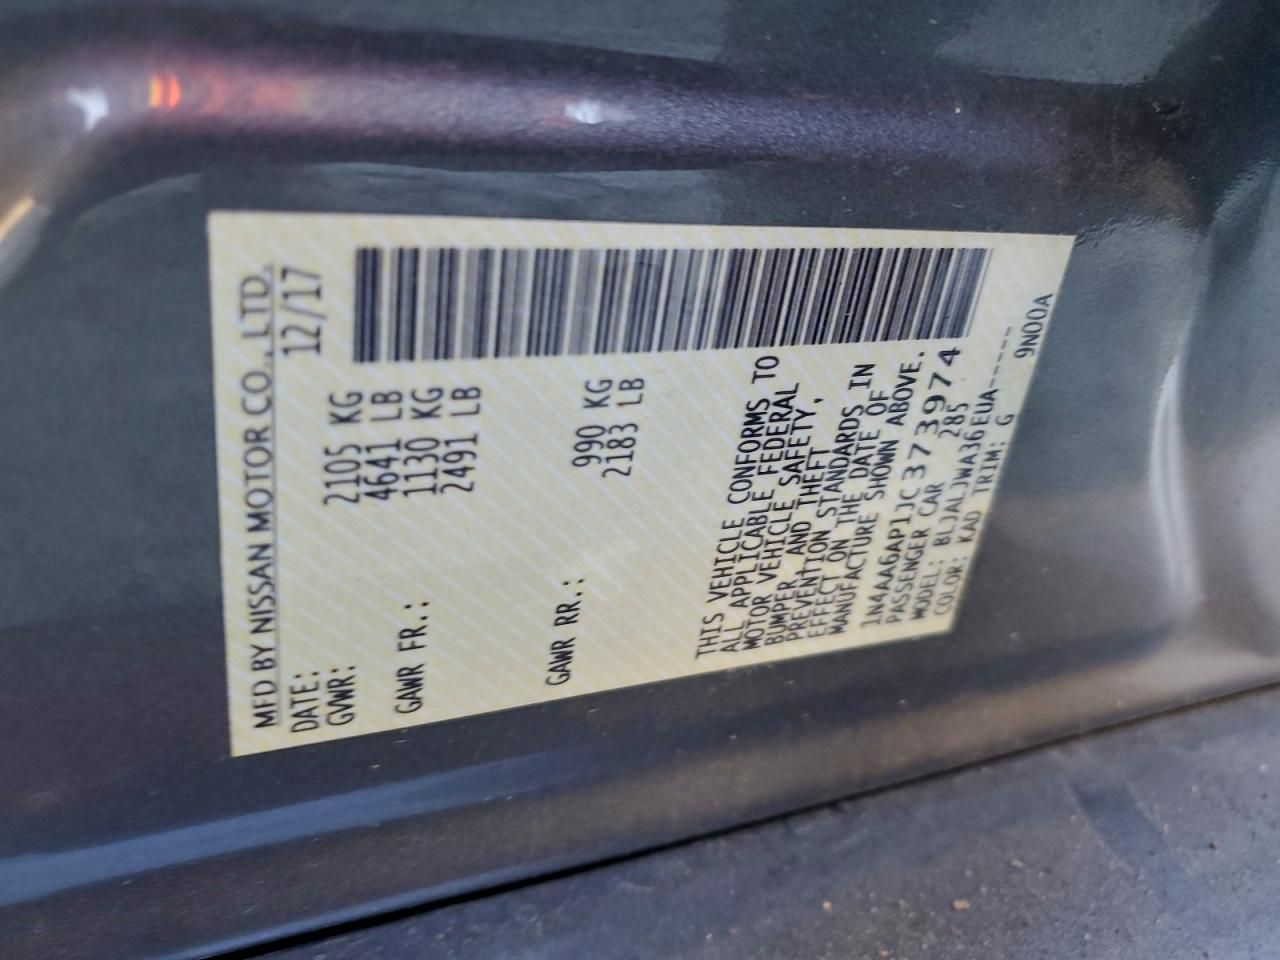 MFD BY NISSAN MOTOR CO., LTD.
DATE: 12/17
GVWR: 2105 KG
4641 LB
GAWR FR.: 1130 KG
2491 LB
GAWR RR.: 990 KG
2183 LB
THIS VEHICLE CONFORMS TO
ALL APPLICABLE FEDERAL
MOTOR VEHICLE SAFETY,
BUMPER, AND THEFT
PREVENTION STANDARDS IN
EFFECT ON THE DATE OF
MANUFACTURE SHOWN ABOVE.
1N4AA6AP1JC373974
PASSENGER CAR 285
MODEL: BLJALJWA36EUA-----
COLOR: KAD TRIM: G 9N00A